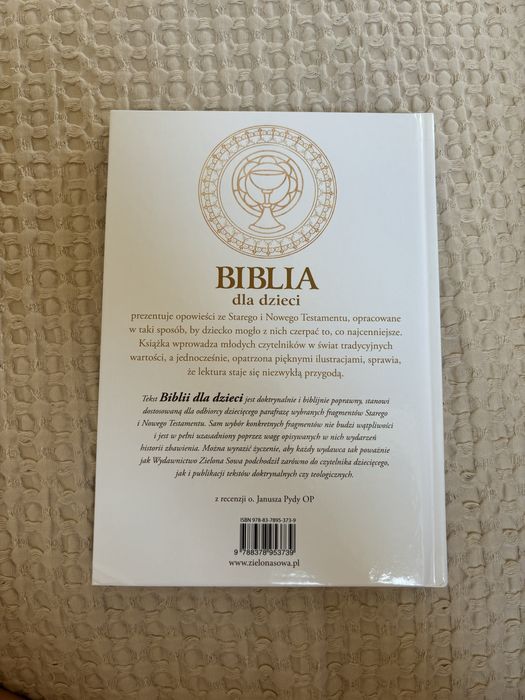 BIBLIA
dla dzieci
prezentuje opowieści ze Starego i Nowego Testamentu, opracowane
w taki sposób, by dziecko mogło z nich czerpać to, co najcenniejsze.
Książka wprowadza młodych czytelników w świat tradycyjnych
wartości, a jednocześnie, opatrzona pięknymi ilustracjami, sprawia,
że lektura staje się niezwykłą przygodą.
Tekst Biblii dla dzieci jest doktrynalnie i biblijnie poprawny, stanowi
dostosowaną dla odbiorcy dziecięcego parafrazę wybranych fragmentów Starego
i Nowego Testamentu. Sam wybór konkretnych fragmentów nie budzi wątpliwości
i jest w pełni uzasadniony poprzez wagę opisywanych w nich wydarzeń
historii zbawienia. Można wyrazić życzenie, aby każdy wydawca tak poważnie
jak Wydawnictwo Zielona Sowa podchodził zarówno do czytelnika dziecięcego,
jak i publikacji tekstów doktrynalnych czy teologicznych.
z recenzji o. Janusza Pydy OP
ISBN 978-83-7895-373-9
9 788378 953739
www.zielonasowa.pl